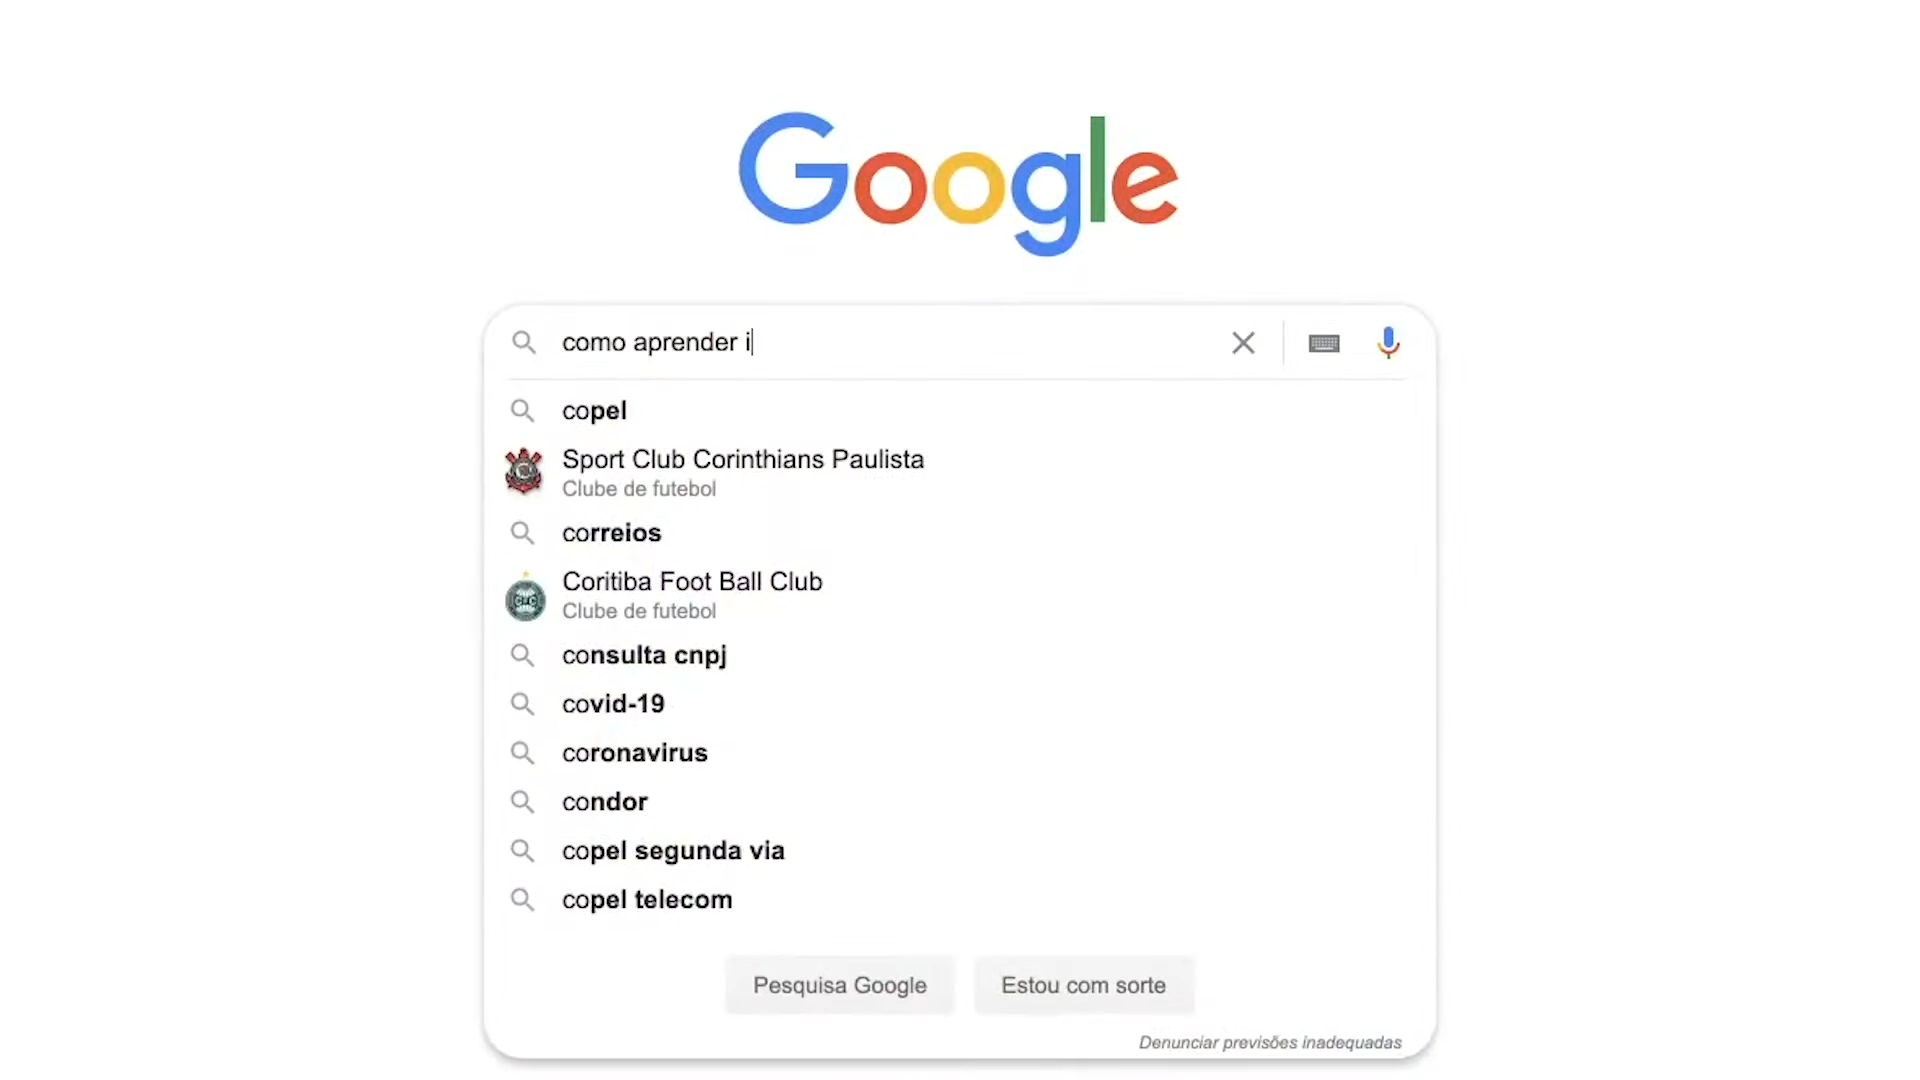 Google
como aprender i
copel
Sport Club Corinthians Paulista
Clube de futebol
correios
Coritiba Foot Ball Club
Clube de futebol
consulta cnpj
covid-19
coronavirus
condor
copel segunda via
copel telecom
Pesquisa Google
Estou com sorte
Denunciar previsões inadequadas